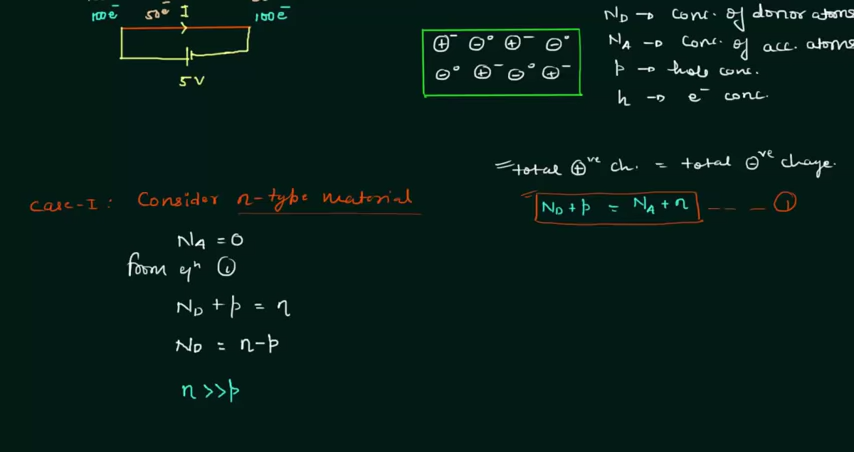 100e⁻ 50e⁻ I 100e⁻
5V
⊕⁻ ⊖° ⊕⁻ ⊖°
⊖° ⊕⁻ ⊖° ⊕⁻
N_D → conc. of donor atoms
N_A → conc. of acc. atoms
p → hole conc.
n → e⁻ conc.
total ⊕ve ch. = total ⊖ve charge.
N_D + p = N_A + n --- ①
Case-I: Consider n-type material
N_A = 0
from eqⁿ ①
N_D + p = n
N_D = n-p
n >> p